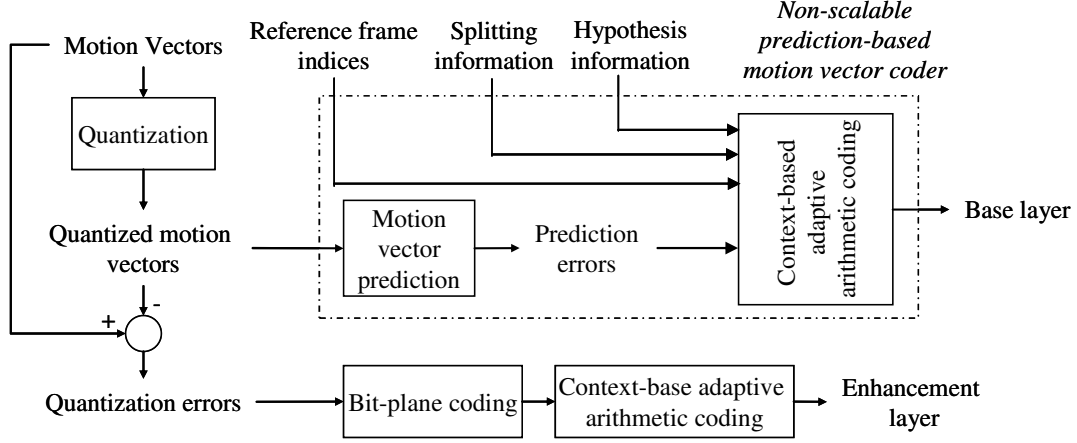 Motion Vectors
Quantization
Quantized motion
vectors
-
+
Quantization errors
Reference frame
indices
Splitting
information
Hypothesis
information
Non-scalable
prediction-based
motion vector coder
Motion
vector
prediction
Prediction
errors
Context-based
adaptive
arithmetic coding
Base layer
Bit-plane coding
Context-base adaptive
arithmetic coding
Enhancement
layer